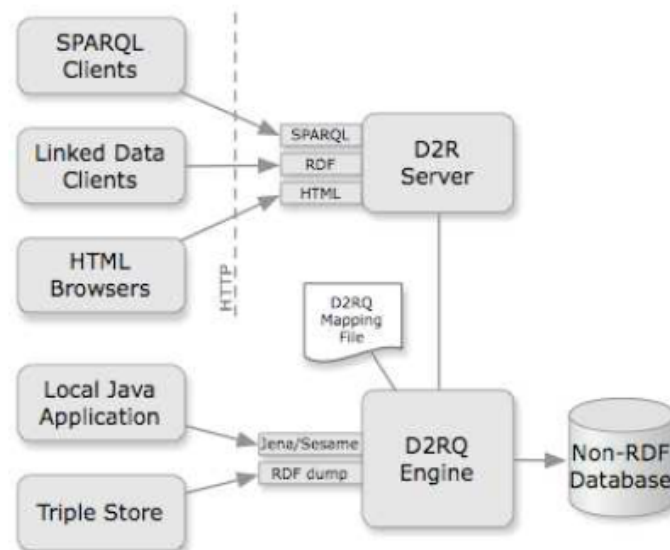 SPARQL
Clients
Linked Data
Clients
HTML
Browsers
HTTP
SPARQL
RDF
HTML
D2R
Server
D2RQ
Mapping
File
Local Java
Application
Triple Store
Jena/Sesame
RDF dump
D2RQ
Engine
Non-RDF
Database